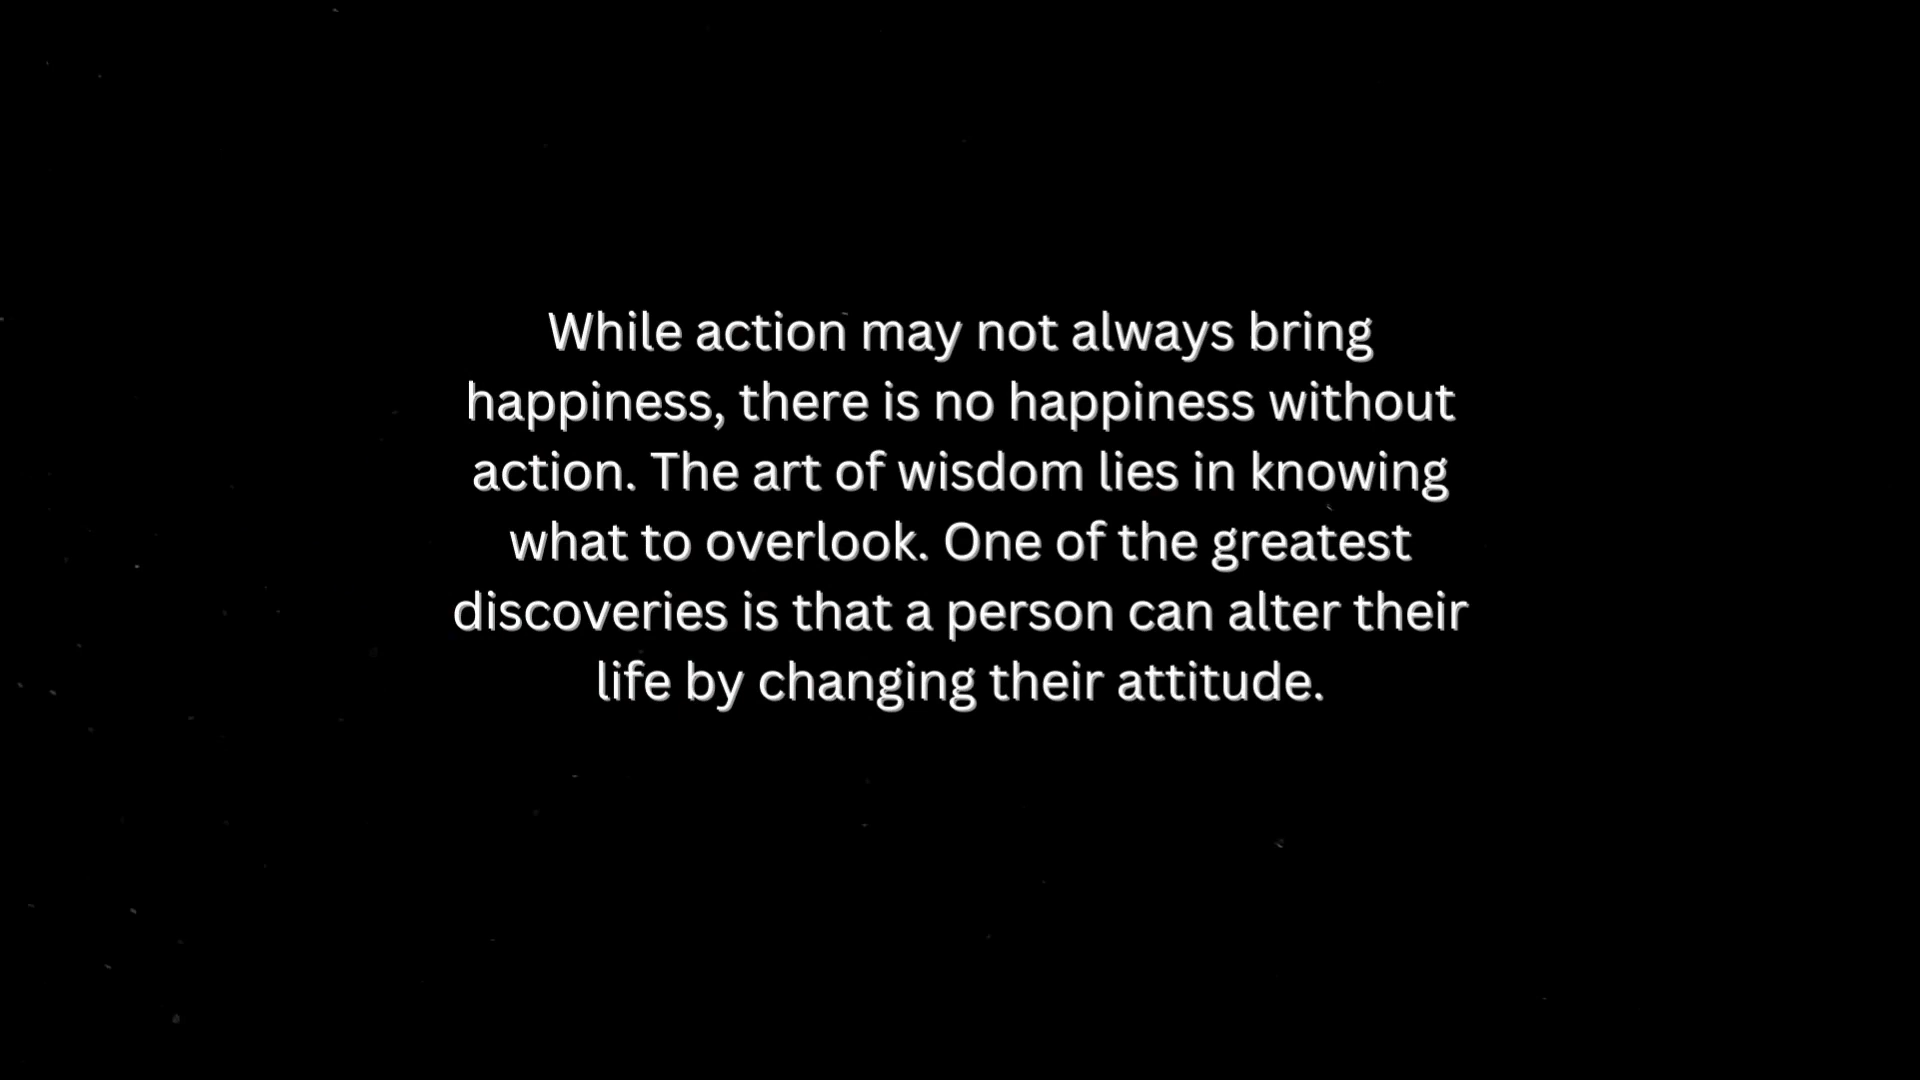 While action may not always bring
happiness, there is no happiness without
action. The art of wisdom lies in knowing
what to overlook. One of the greatest
discoveries is that a person can alter their
life by changing their attitude.